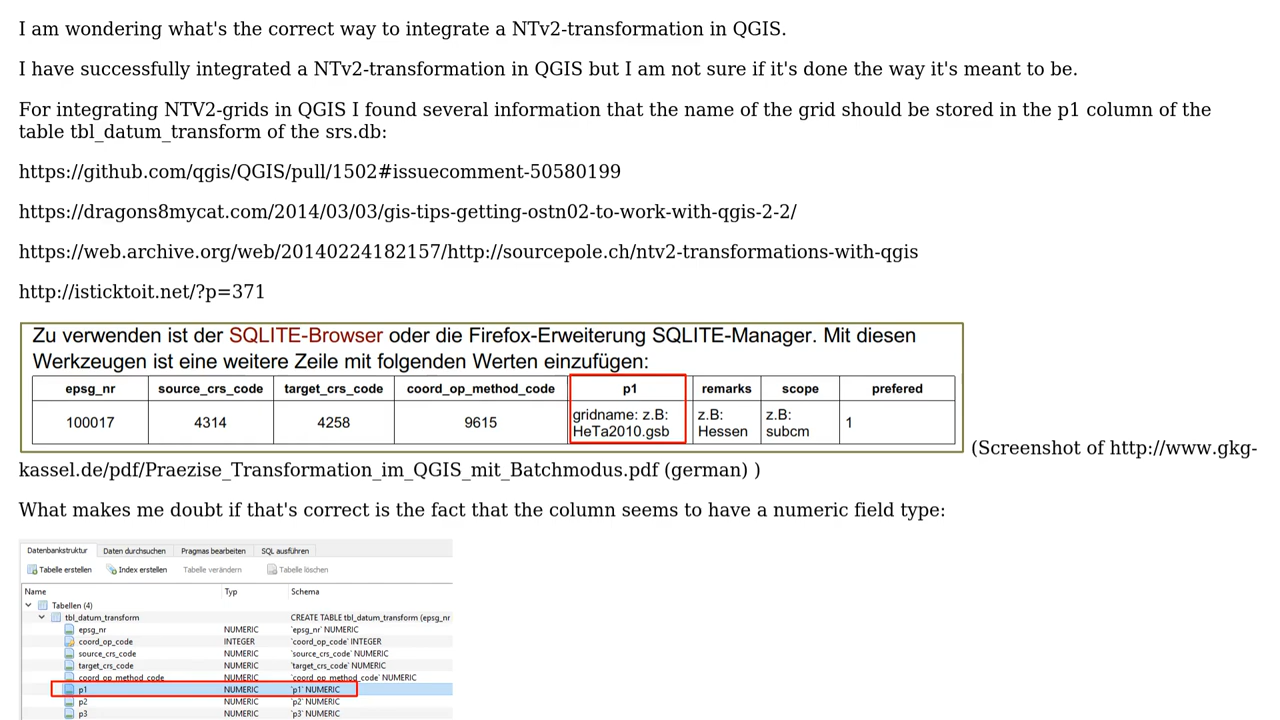 I am wondering what's the correct way to integrate a NTv2-transformation in QGIS.
I have successfully integrated a NTv2-transformation in QGIS but I am not sure if it's done the way it's meant to be.
For integrating NTV2-grids in QGIS I found several information that the name of the grid should be stored in the p1 column of the
table tbl_datum_transform of the srs.db:
https://github.com/qgis/QGIS/pull/1502#issuecomment-50580199
https://dragons8mycat.com/2014/03/03/gis-tips-getting-ostn02-to-work-with-qgis-2-2/
https://web.archive.org/web/20140224182157/http://sourcepole.ch/ntv2-transformations-with-qgis
http://isticktoit.net/?p=371
Zu verwenden ist der SQLITE-Browser oder die Firefox-Erweiterung SQLITE-Manager. Mit diesen
Werkzeugen ist eine weitere Zeile mit folgenden Werten einzufügen:
epsg_nr source_crs_code target_crs_code coord_op_method_code p1 remarks scope prefered
100017 4314 4258 9615 gridname: z.B: HeTa2010.gsb z.B: Hessen z.B: subcm 1
(Screenshot of http://www.gkg-
kassel.de/pdf/Praezise_Transformation_im_QGIS_mit_Batchmodus.pdf (german) )
What makes me doubt if that's correct is the fact that the column seems to have a numeric field type:
Datenbankstruktur Daten durchsuchen Pragmas bearbeiten SQL ausführen
Tabelle erstellen Index erstellen Tabelle verändern Tabelle löschen
Name Typ Schema
Tabellen (4)
tbl_datum_transform CREATE TABLE tbl_datum_transform (epsg_nr
epsg_nr NUMERIC `epsg_nr` NUMERIC
coord_op_code INTEGER `coord_op_code` INTEGER
source_crs_code NUMERIC `source_crs_code` NUMERIC
target_crs_code NUMERIC `target_crs_code` NUMERIC
coord_op_method_code NUMERIC `coord_op_method_code` NUMERIC
p1 NUMERIC `p1` NUMERIC
p2 NUMERIC `p2` NUMERIC
p3 NUMERIC `p3` NUMERIC